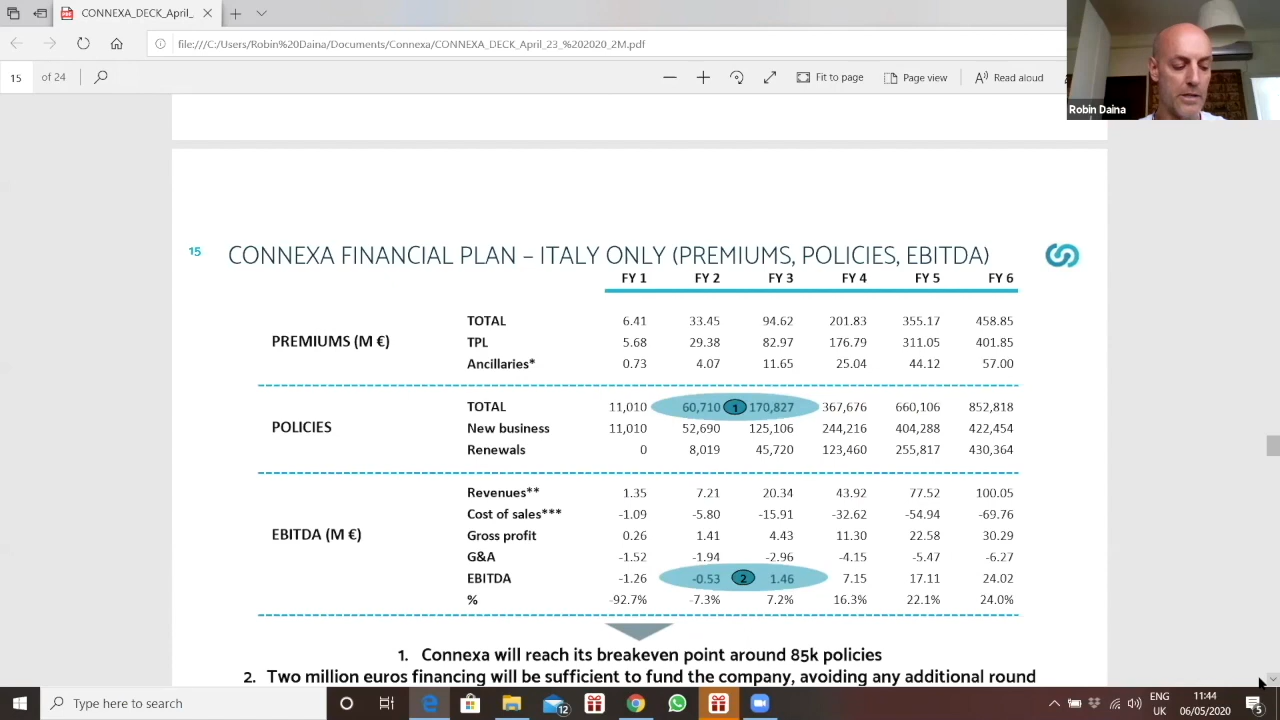 CONNEXA_DECK_April_23_
file:///C:/Users/Robin%20Daina/Documents/Connexa/CONNEXA_DECK_April_23_%202020_2M.pdf
15 of 24 Fit to page Page view Read aloud
Robin Daina
15 CONNEXA FINANCIAL PLAN – ITALY ONLY (PREMIUMS, POLICIES, EBITDA)
FY 1 FY 2 FY 3 FY 4 FY 5 FY 6
TOTAL 6.41 33.45 94.62 201.83 355.17 458.85
PREMIUMS (M €) TPL 5.68 29.38 82.97 176.79 311.05 401.85
Ancillaries* 0.73 4.07 11.65 25.04 44.12 57.00
TOTAL 11,010 60,710 1 170,827 367,676 660,106 852,818
POLICIES New business 11,010 52,690 125,106 244,216 404,288 422,454
Renewals 0 8,019 45,720 123,460 255,817 430,364
Revenues** 1.35 7.21 20.34 43.92 77.52 100.05
Cost of sales*** -1.09 -5.80 -15.91 -32.62 -54.94 -69.76
EBITDA (M €) Gross profit 0.26 1.41 4.43 11.30 22.58 30.29
G&A -1.52 -1.94 -2.96 -4.15 -5.47 -6.27
EBITDA -1.26 -0.53 2 1.46 7.15 17.11 24.02
% -92.7% -7.3% 7.2% 16.3% 22.1% 24.0%
1. Connexa will reach its breakeven point around 85k policies
2. Two million euros financing will be sufficient to fund the company, avoiding any additional round
Type here to search 12 ENG 11:44
UK 06/05/2020 5